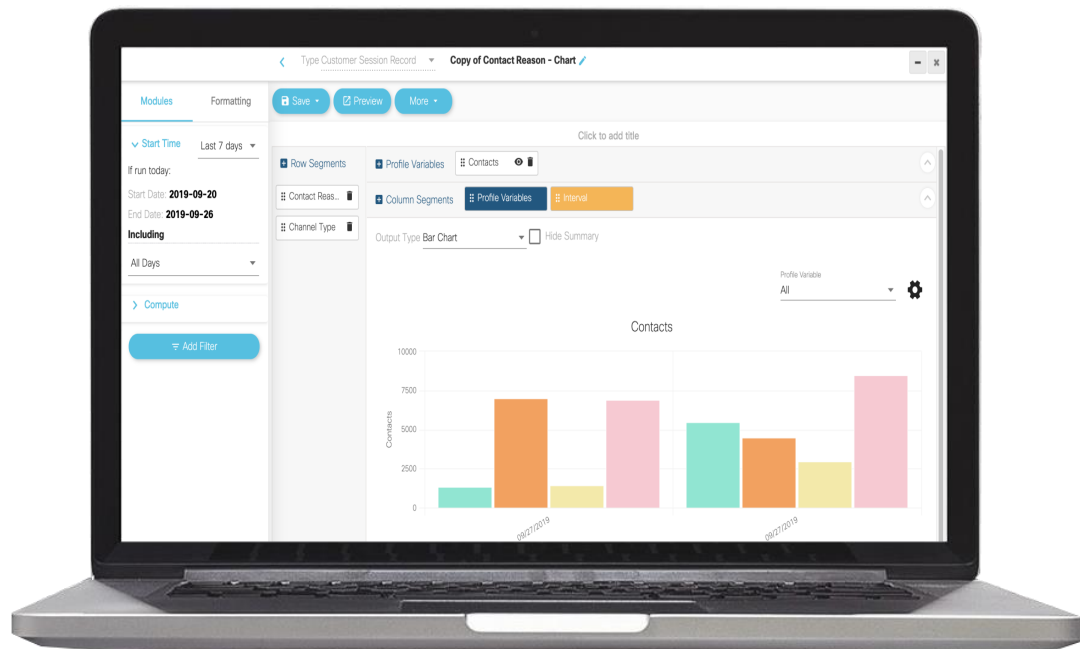 Type Customer Session Record
Copy of Contact Reason - Chart
Modules
Formatting
Save
Preview
More
Click to add title
Start Time
Last 7 days
If run today:
Start Date: 2019-09-20
End Date: 2019-09-26
Including
All Days
Compute
Add Filter
Row Segments
Contact Reas...
Channel Type
Profile Variables
Contacts
Column Segments
Profile Variables
Interval
Output Type Bar Chart
Hide Summary
Profile Variable
All
Contacts
10000
7500
5000
2500
0
Contacts
09/27/2019
09/27/2019